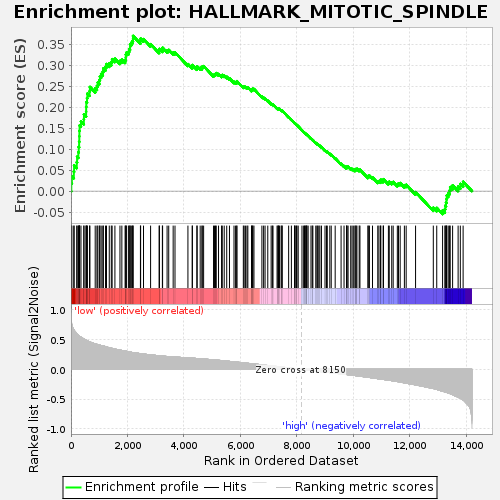 Enrichment plot: HALLMARK_MITOTIC_SPINDLE
Enrichment score (ES)
0.35
0.30
0.25
0.20
0.15
0.10
0.05
0.00
-0.05
Ranked list metric (Signal2Noise)
1.0
0.5
0.0
-0.5
-1.0
'low' (positively correlated)
Zero cross at 8150
'high' (negatively correlated)
0
2,000
4,000
6,000
8,000
10,000
12,000
14,000
Rank in Ordered Dataset
Enrichment profile
Hits
Ranking metric scores